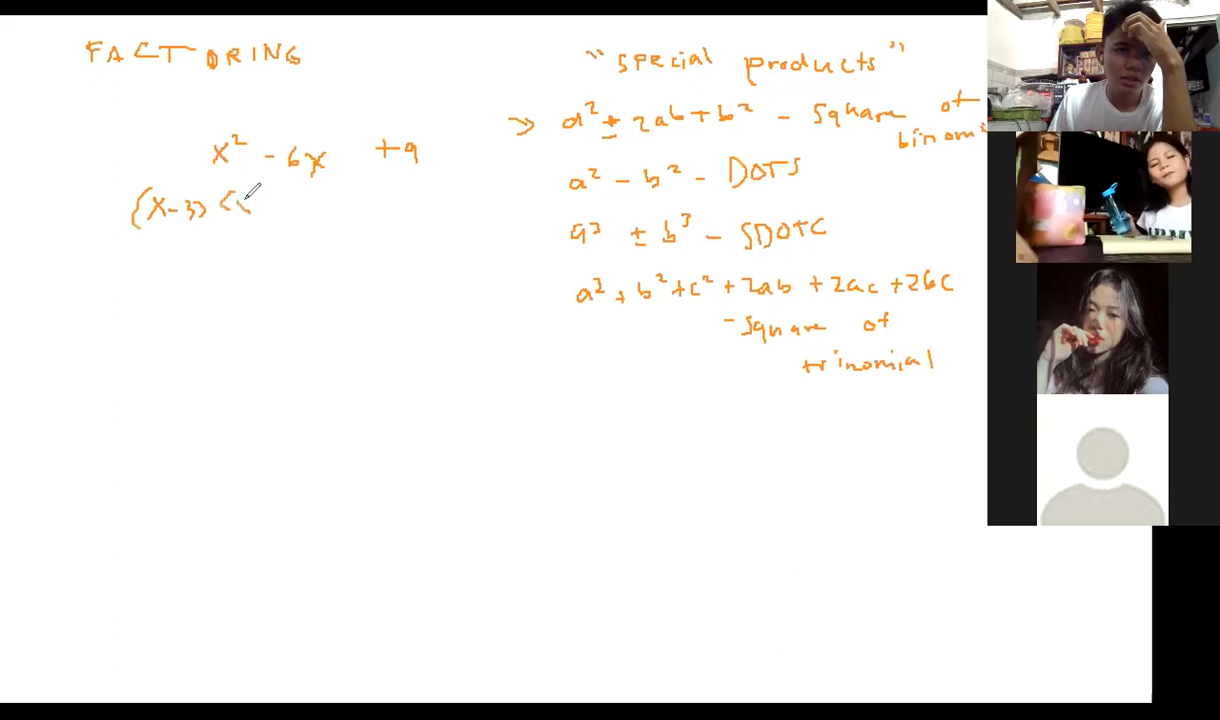 FACTORING
x² - 6x + 9
(x-3) (
"special products"
⇒ a² ± 2ab + b² - square of
binomi
a² - b² - DOTS
a³ ± b³ - SDOTC
a² + b² + c² + 2ab + 2ac + 2bc
- square of
trinomial